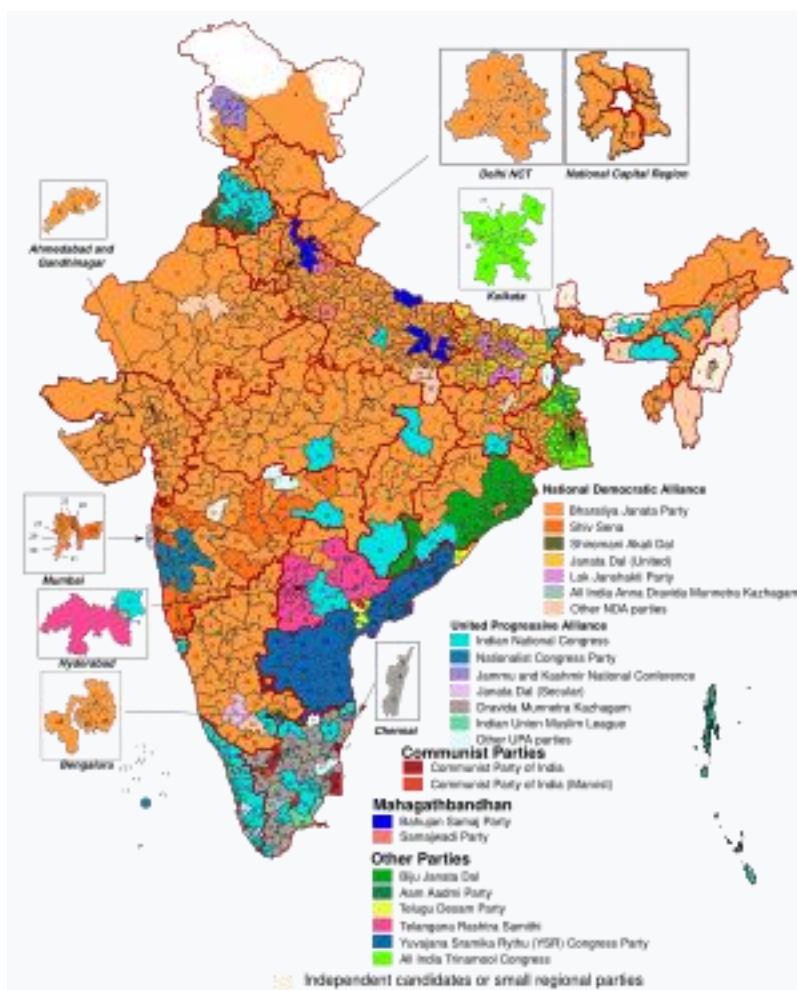 Delhi NCT
National Capital Region
Ahmedabad and
Gandhinagar
Kolkata
National Democratic Alliance
Bharatiya Janata Party
Shiv Sena
Shiromani Akali Dal
Janata Dal (United)
Lok Janshakti Party
All India Anna Dravida Munnetra Kazhagam
Other NDA parties
Mumbai
United Progressive Alliance
Indian National Congress
Nationalist Congress Party
Jammu and Kashmir National Conference
Janata Dal (Secular)
Dravida Munnetra Kazhagam
Indian Union Muslim League
Other UPA parties
Hyderabad
Chennai
Bengaluru
Communist Parties
Communist Party of India
Communist Party of India (Marxist)
Mahagathbandhan
Bahujan Samaj Party
Samajwadi Party
Other Parties
Biju Janata Dal
Aam Aadmi Party
Telugu Desam Party
Telangana Rashtra Samithi
Yuvajana Sramika Rythu (YSR) Congress Party
All India Trinamool Congress
Independent candidates or small regional parties